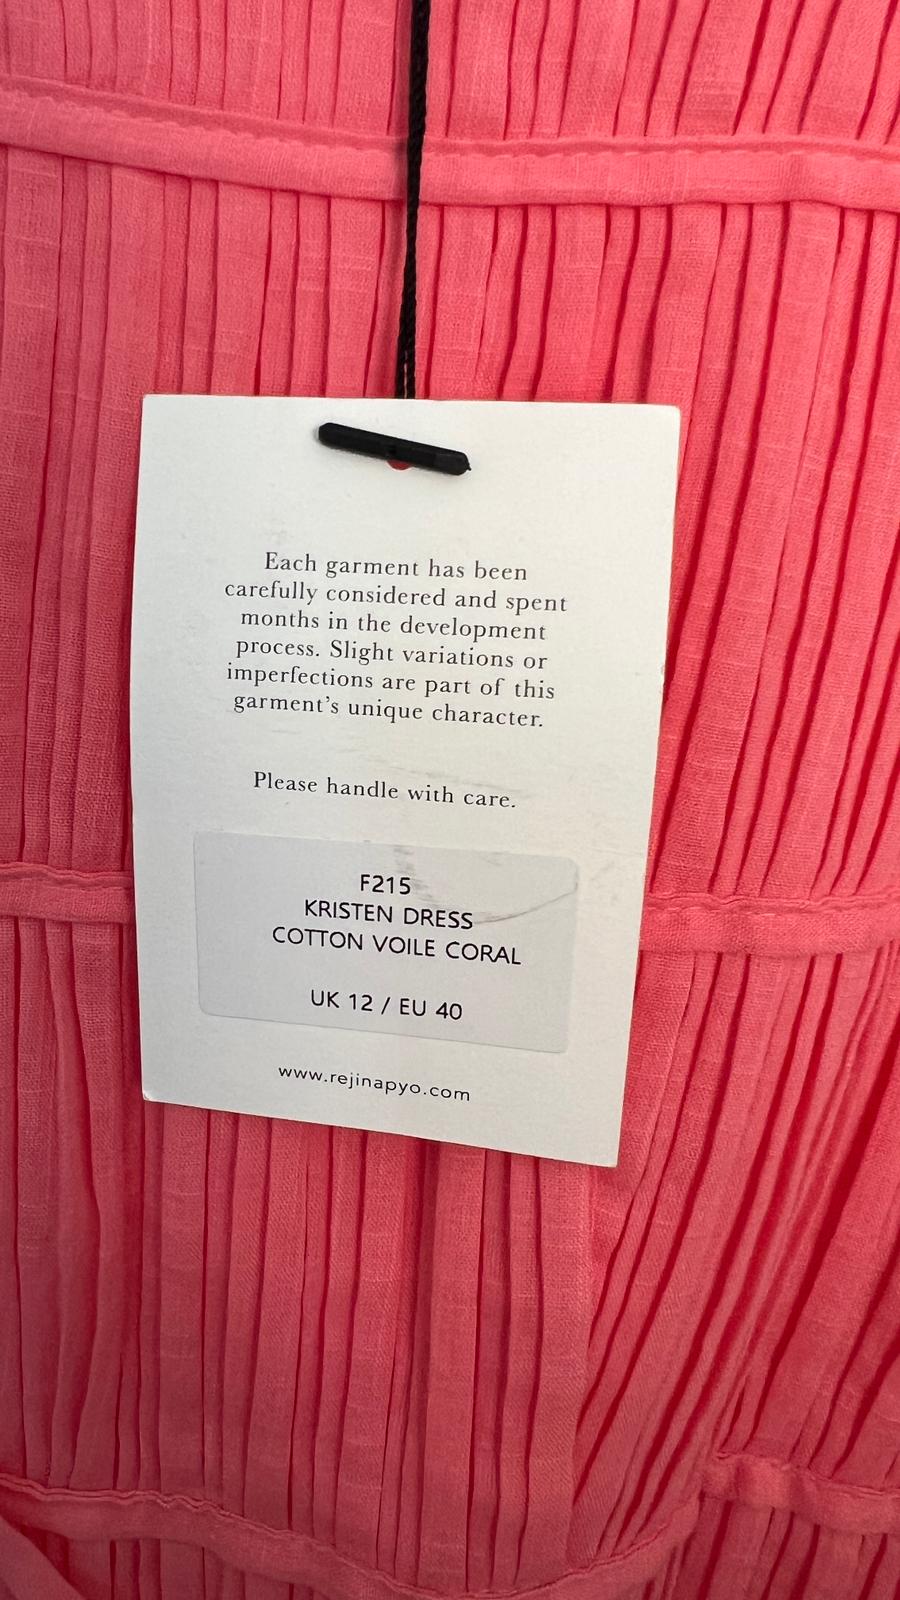 Each garment has been
carefully considered and spent
months in the development
process. Slight variations or
imperfections are part of this
garment's unique character.
Please handle with care.
F215
KRISTEN DRESS
COTTON VOILE CORAL
UK 12 / EU 40
www.rejinapyo.com